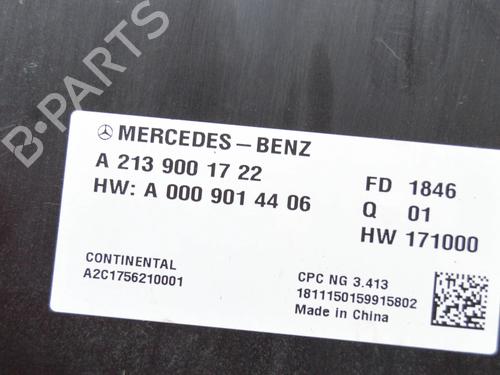 B-PARTS
MERCEDES-BENZ
A 213 900 17 22
HW: A 000 901 44 06
FD 1846
Q 01
HW 171000
CONTINENTAL
A2C1756210001
CPC NG 3.413
1811150159915802
Made in China